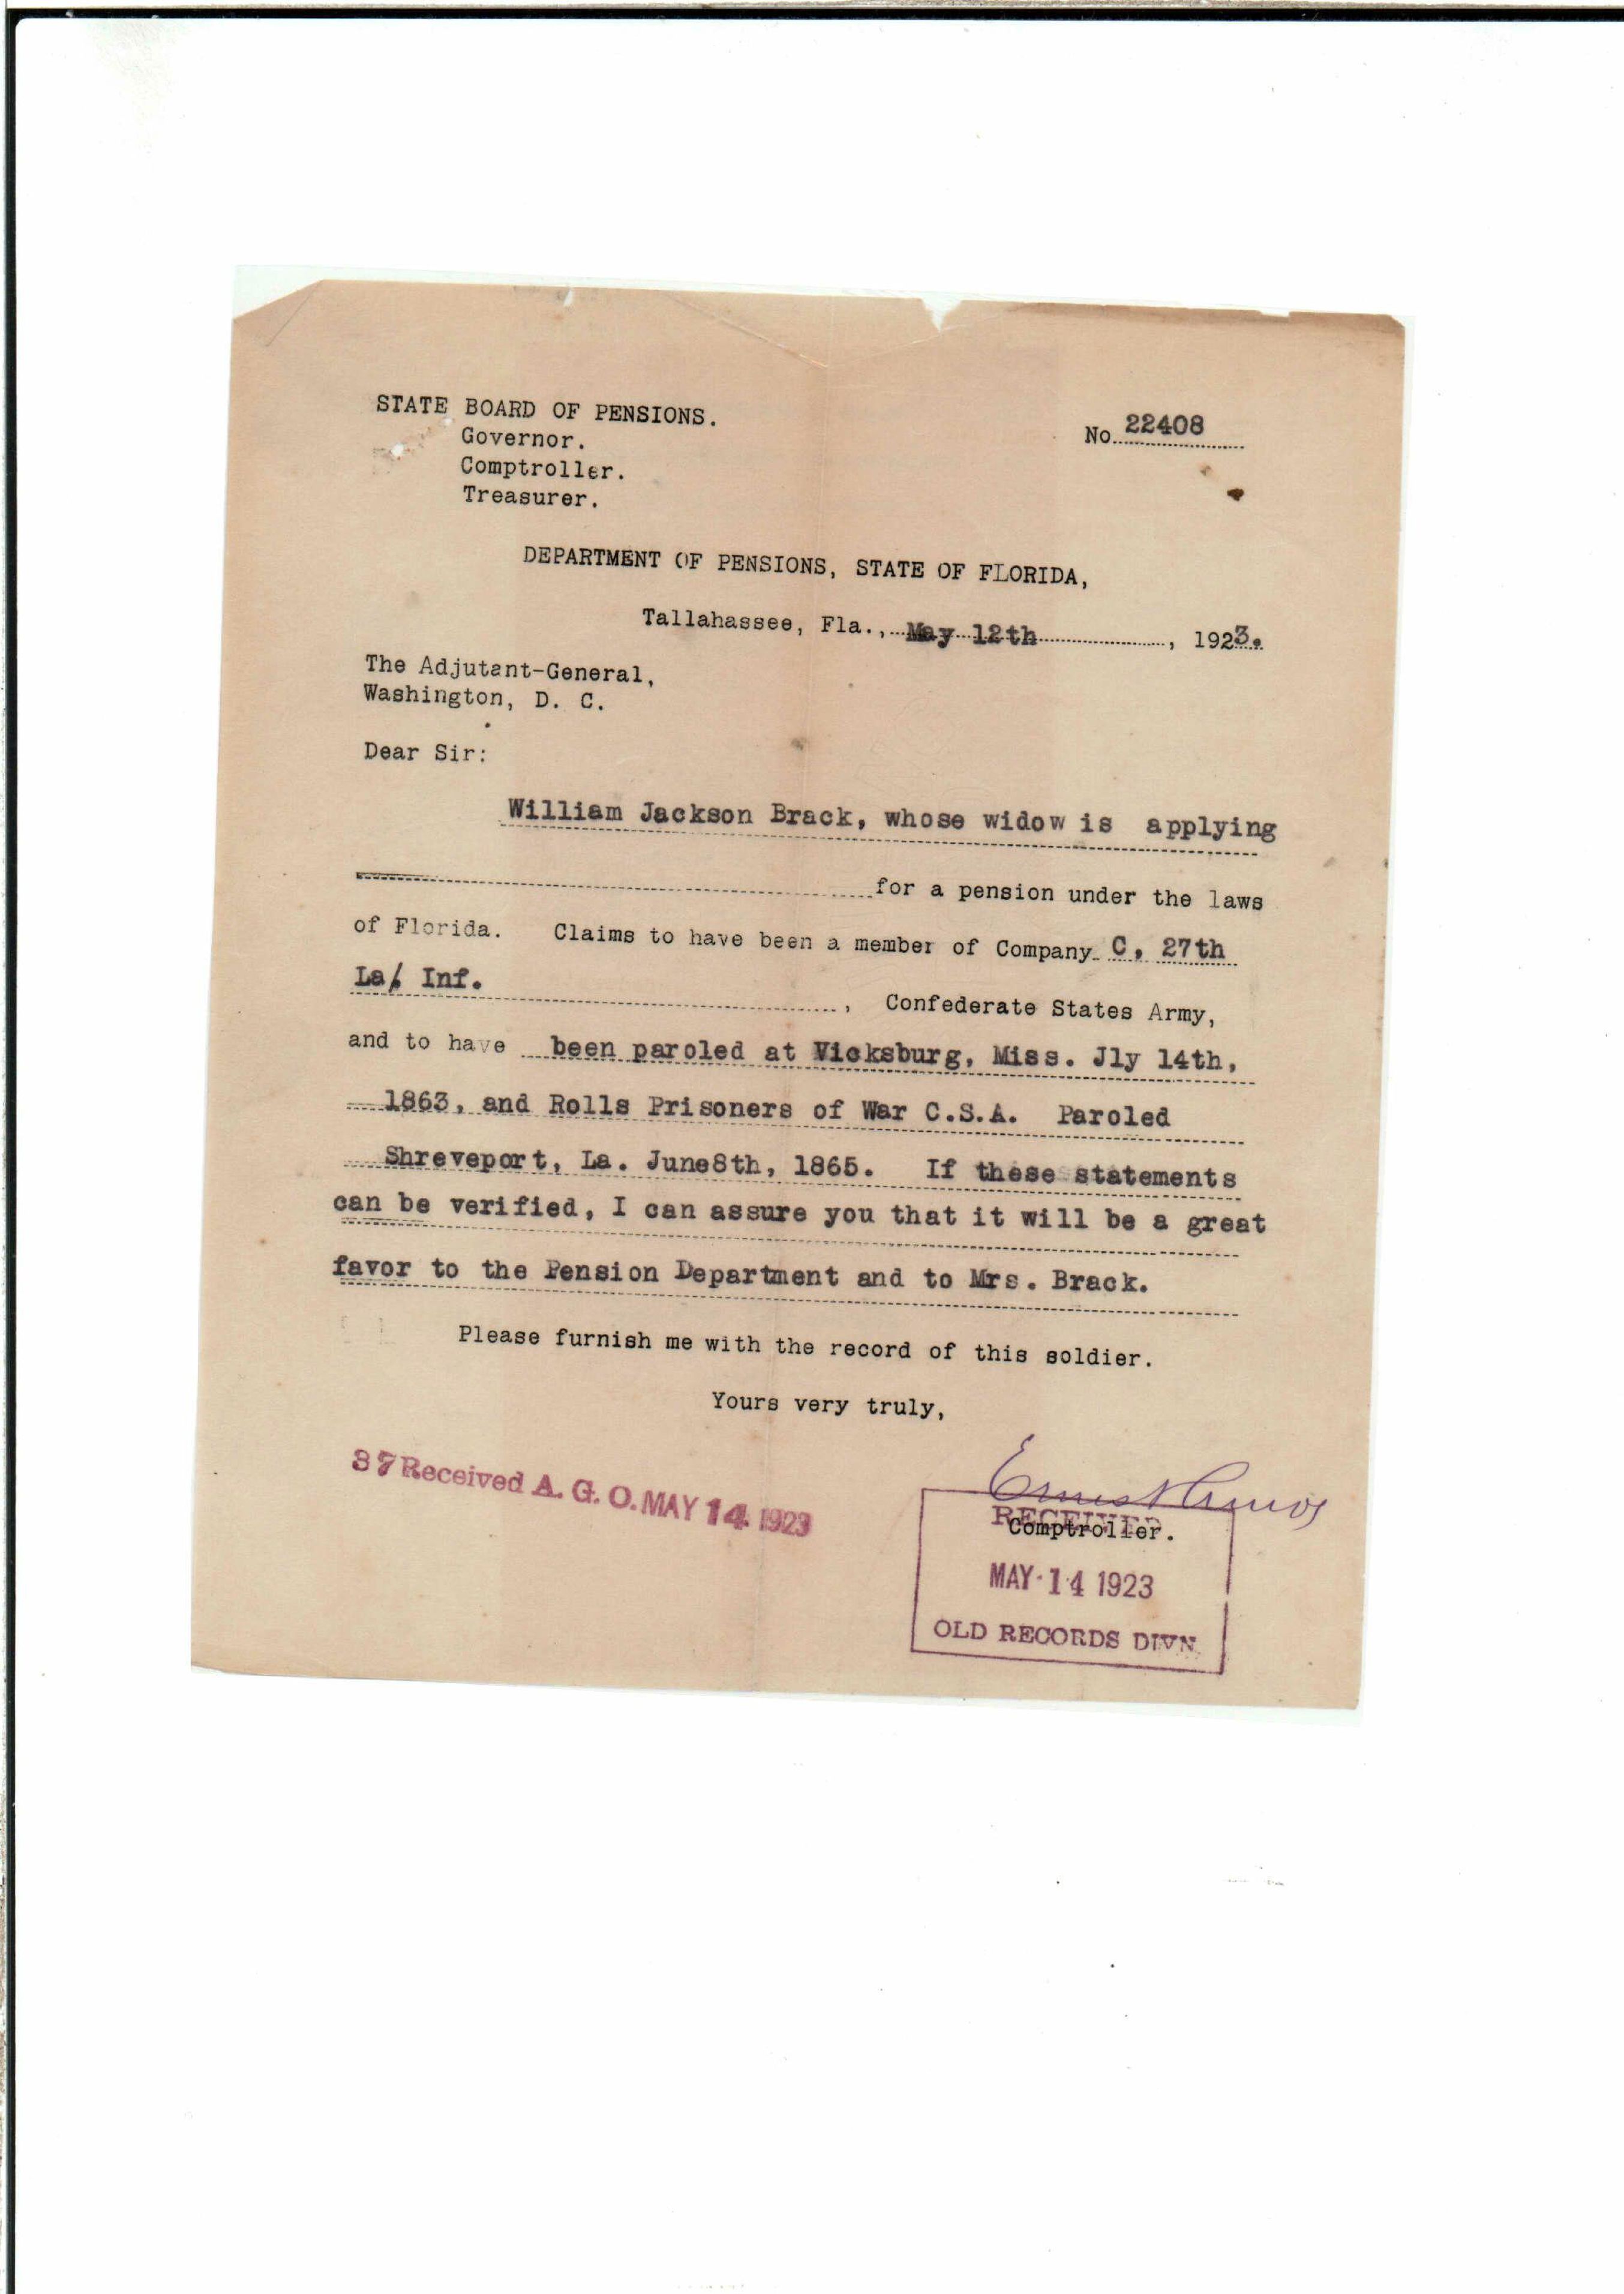 STATE BOARD OF PENSIONS.
Governor.
Comptroller.
Treasurer.
No. 22408
DEPARTMENT OF PENSIONS, STATE OF FLORIDA,
Tallahassee, Fla., May 12th, 1923.
The Adjutant-General,
Washington, D. C.
Dear Sir:
William Jackson Brack, whose widow is applying
for a pension under the laws
of Florida. Claims to have been a member of Company C, 27th
La/. Inf. , Confederate States Army,
and to have been paroled at Vicksburg, Miss. Jly 14th,
1863, and Rolls Prisoners of War C.S.A. Paroled
Shreveport, La. June8th, 1865. If these statements
can be verified, I can assure you that it will be a great
favor to the Pension Department and to Mrs. Brack.
Please furnish me with the record of this soldier.
Yours very truly,
Ernest Amos
Comptroller.
37 Received A. G. O. MAY 14 1923
RECEIVED
MAY 14 1923
OLD RECORDS DIVN.